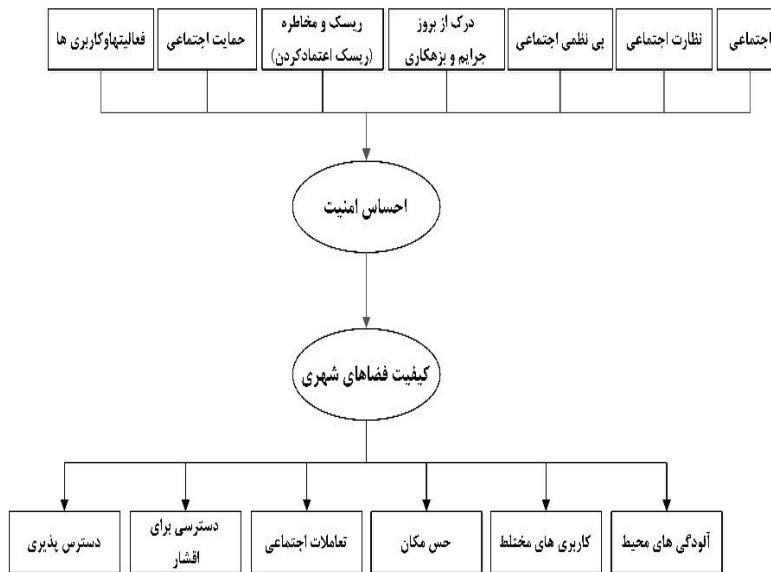 اجتماعی
نظارت اجتماعی
بی نظمی اجتماعی
درک از بروز
جرایم و بزهکاری
ریسک و مخاطره
(ریسک اعتمادکردن)
حمایت اجتماعی
فعالیتهاوکاربری ها
احساس امنیت
کیفیت فضاهای شهری
آلودگی های محیط
کاربری های مختلط
حس مکان
تعاملات اجتماعی
دسترسی برای
اقشار
دسترس پذیری